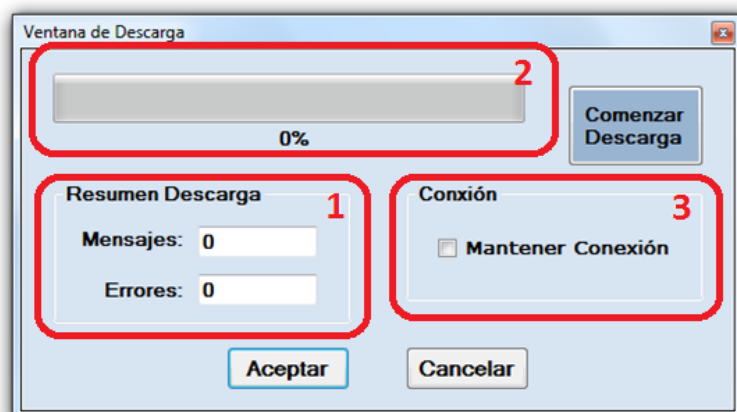 Ventana de Descarga
2
0%
Comenzar
Descarga
Resumen Descarga
1
Mensajes: 0
Errores: 0
Conxión
3
Mantener Conexión
Aceptar
Cancelar